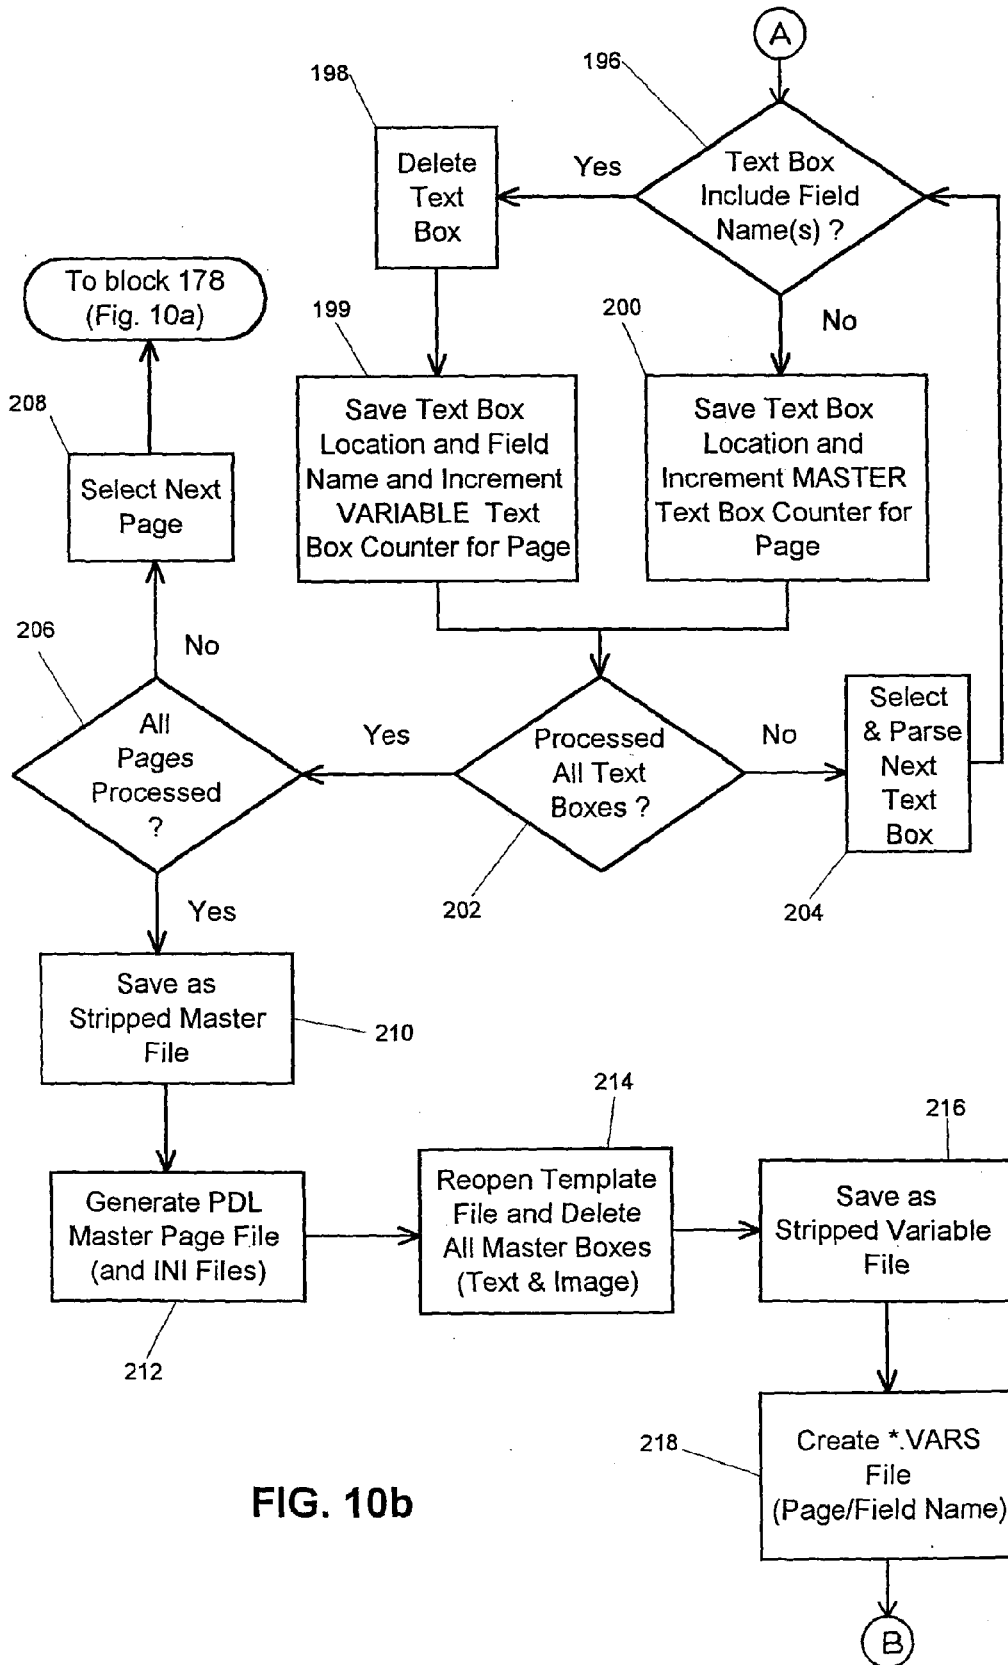 A
196
198
Text Box
Include Field
Name(s) ?
Yes
Delete
Text
Box
No
To block 178
(Fig. 10a)
199
200
Save Text Box
Location and Field
Name and Increment
VARIABLE Text
Box Counter for Page
Save Text Box
Location and
Increment MASTER
Text Box Counter for
Page
208
Select Next
Page
206
No
All
Pages
Processed
?
Yes
Processed
All Text
Boxes ?
No
Select
& Parse
Next
Text
Box
202
204
Yes
Save as
Stripped Master
File
210
214
216
Generate PDL
Master Page File
(and INI Files)
Reopen Template
File and Delete
All Master Boxes
(Text & Image)
Save as
Stripped Variable
File
212
218
Create *.VARS
File
(Page/Field Name)
FIG. 10b
B